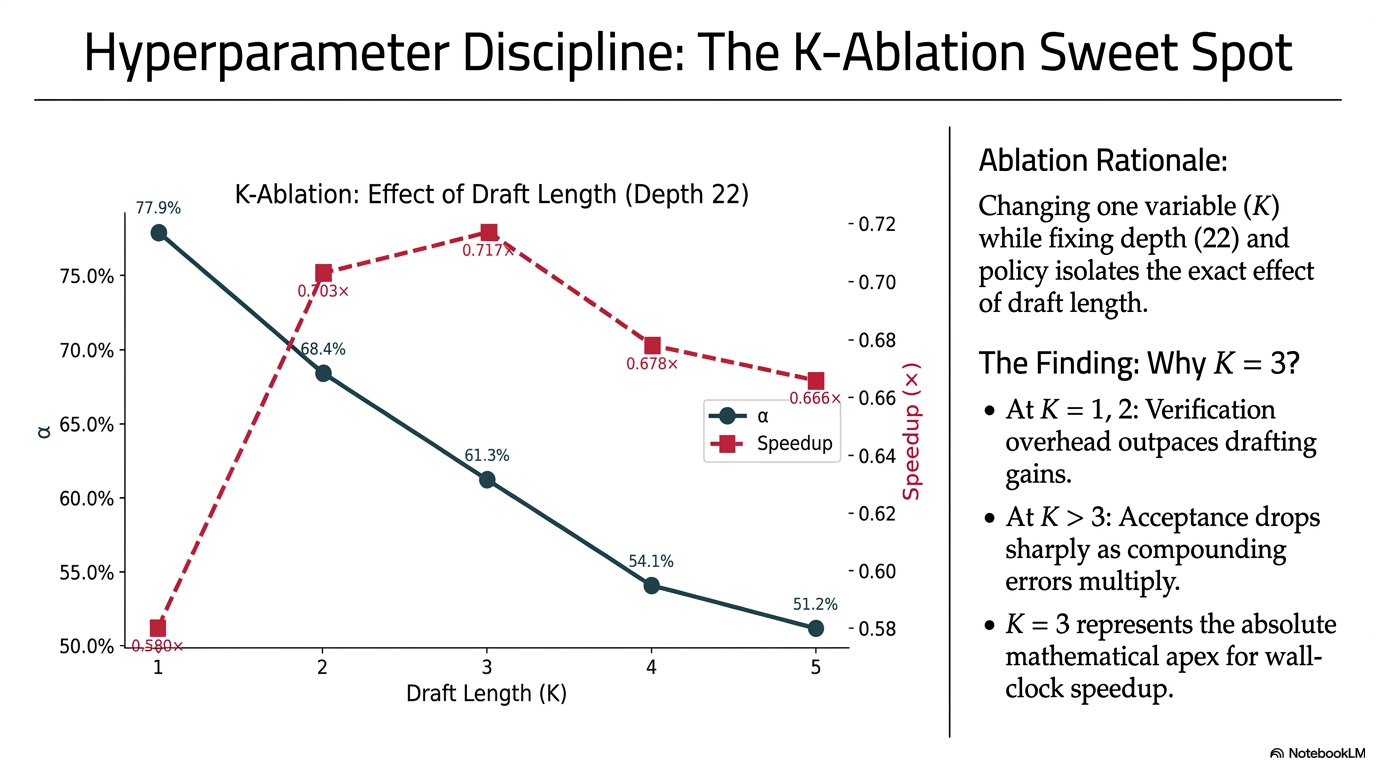 Hyperparameter Discipline: The K-Ablation Sweet Spot
K-Ablation: Effect of Draft Length (Depth 22)
77.9%
68.4%
61.3%
54.1%
51.2%
0.580×
0.703×
0.717×
0.678×
0.666×
75.0%
70.0%
65.0%
60.0%
55.0%
50.0%
α
0.72
0.70
0.68
0.66
0.64
0.62
0.60
0.58
Speedup (×)
α
Speedup
1 2 3 4 5
Draft Length (K)
Ablation Rationale:
Changing one variable (K)
while fixing depth (22) and
policy isolates the exact effect
of draft length.
The Finding: Why K = 3?
• At K = 1, 2: Verification
overhead outpaces drafting
gains.
• At K > 3: Acceptance drops
sharply as compounding
errors multiply.
• K = 3 represents the absolute
mathematical apex for wall-
clock speedup.
NotebookLM